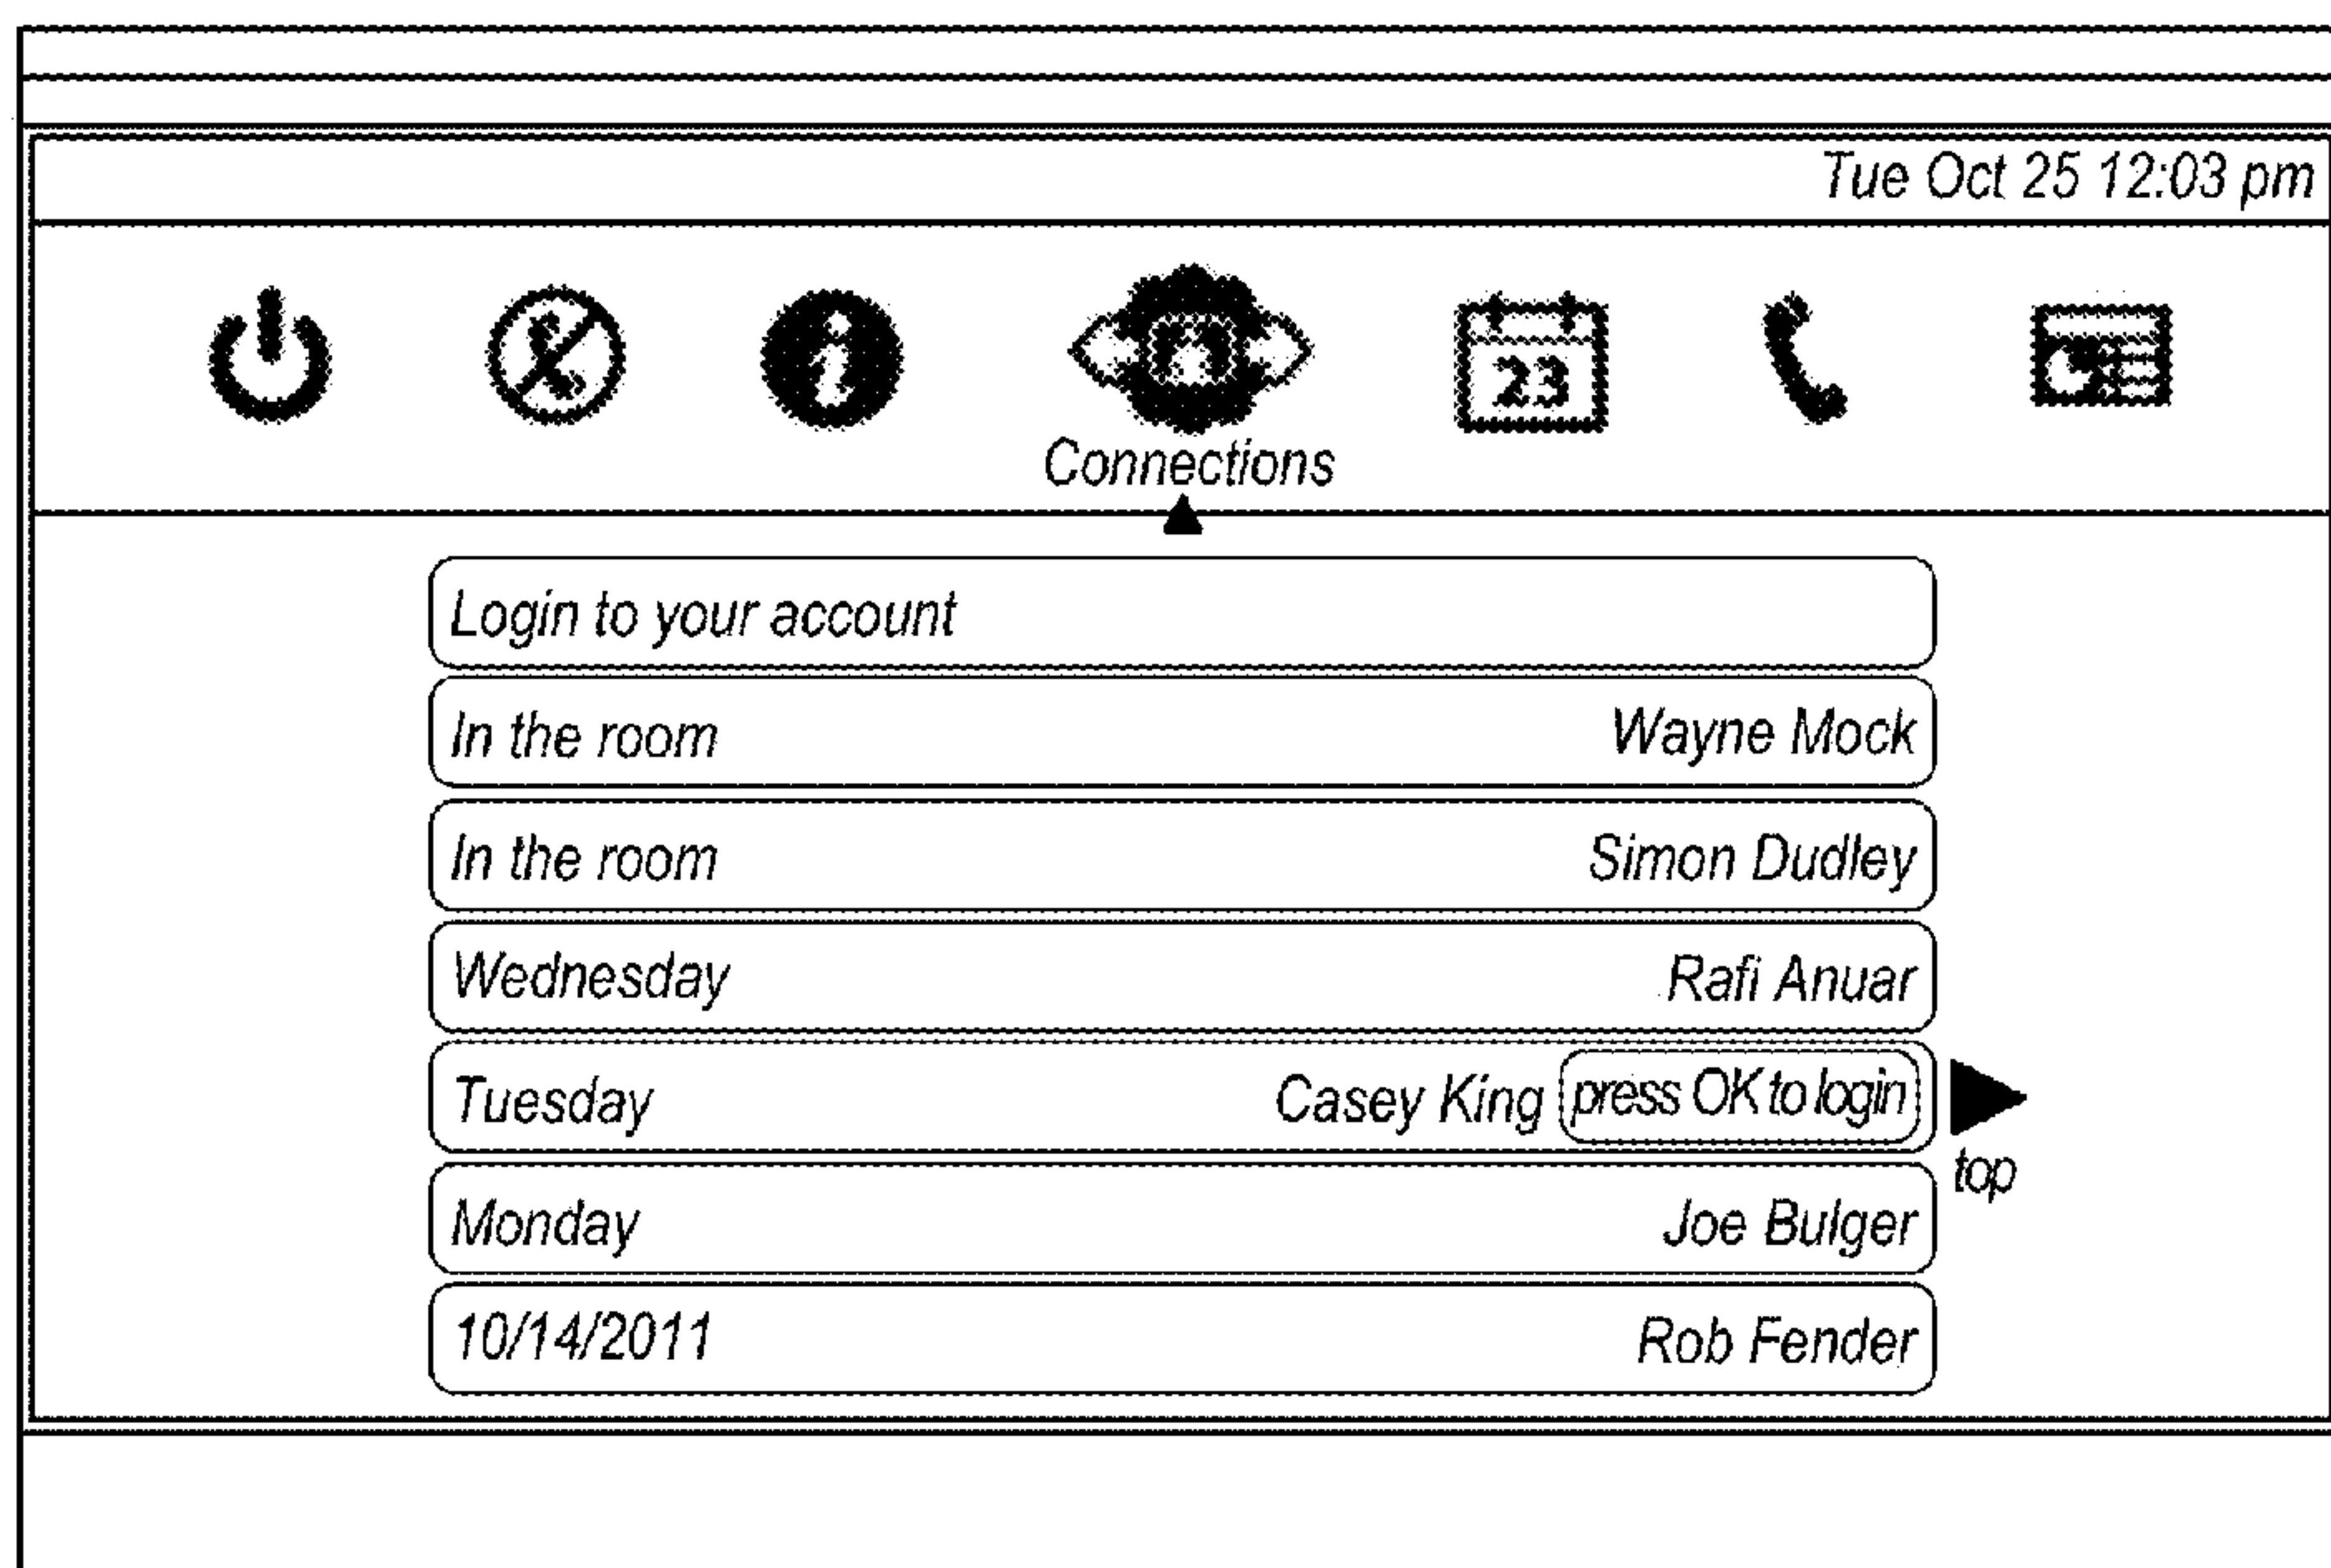 Tue Oct 25 12:03 pm
23
Connections
Login to your account
In the room Wayne Mock
In the room Simon Dudley
Wednesday Rafi Anuar
Tuesday Casey King press OK to login
top
Monday Joe Bulger
10/14/2011 Rob Fender